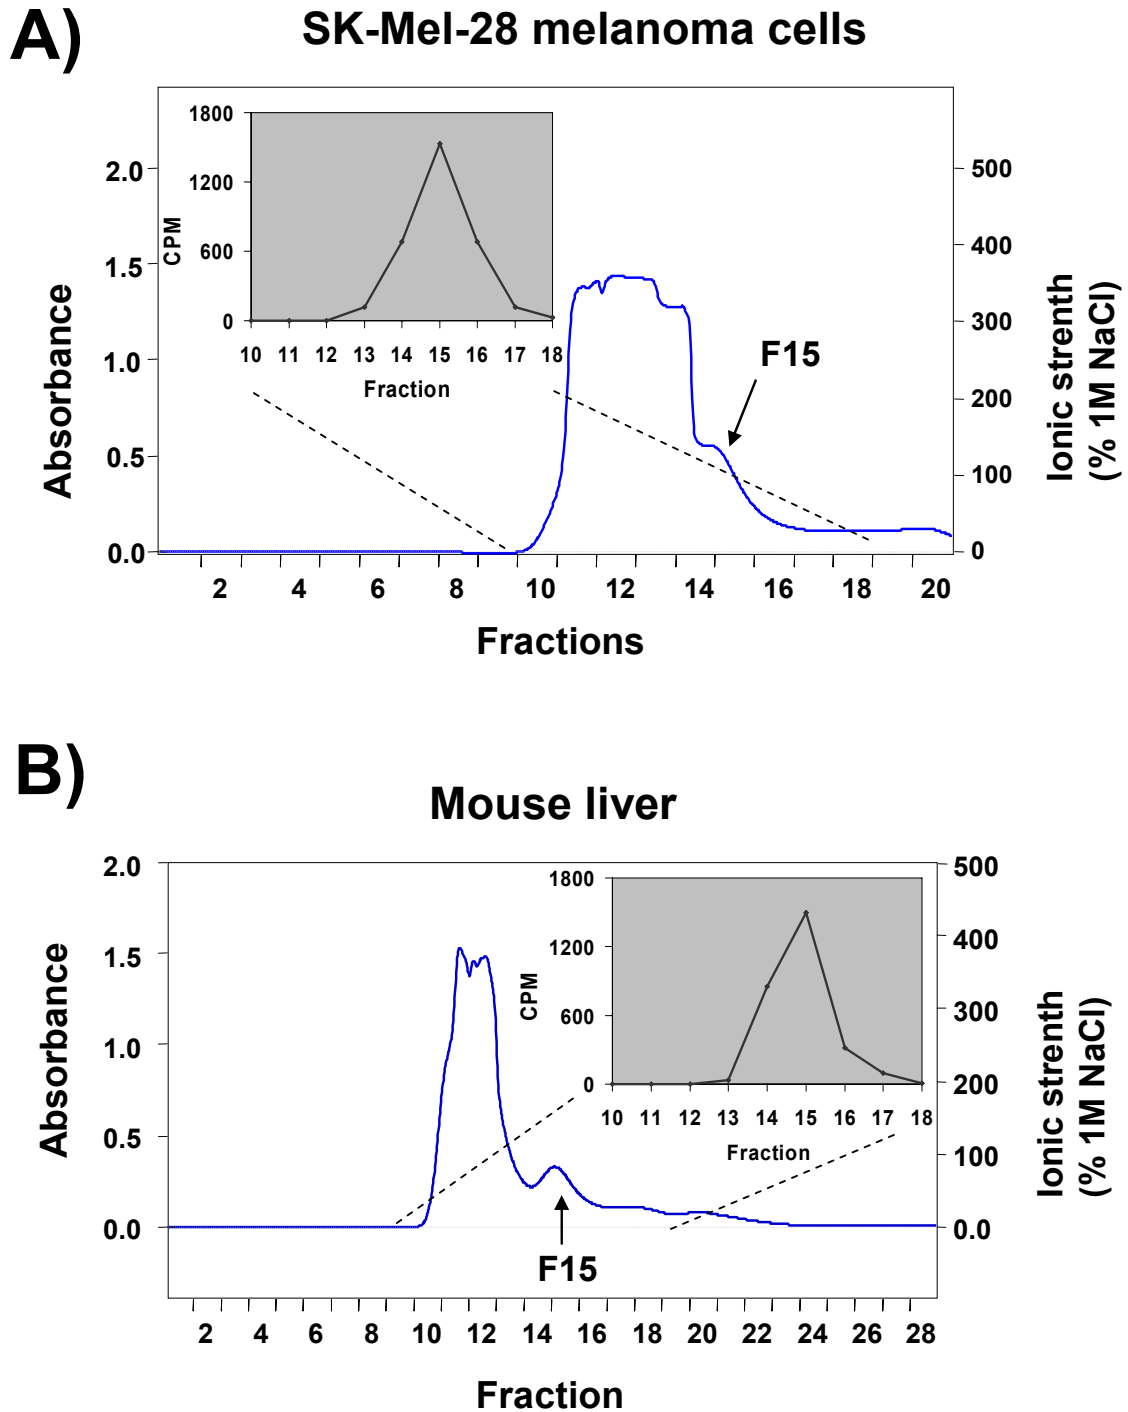 A)
SK-Mel-28 melanoma cells
1800
1200
600
0
CPM
10 11 12 13 14 15 16 17 18
Fraction
2.0
1.5
1.0
0.5
0.0
Absorbance
500
400
300
200
100
0
Ionic strenth
(% 1M NaCl)
F15
2 4 6 8 10 12 14 16 18 20
Fractions
B)
Mouse liver
2.0
1.5
1.0
0.5
0.0
Absorbance
1800
1200
600
0
CPM
10 11 12 13 14 15 16 17 18
Fraction
500
400
300
200
100
0.0
Ionic strenth
(% 1M NaCl)
F15
2 4 6 8 10 12 14 16 18 20 22 24 26 28
Fraction